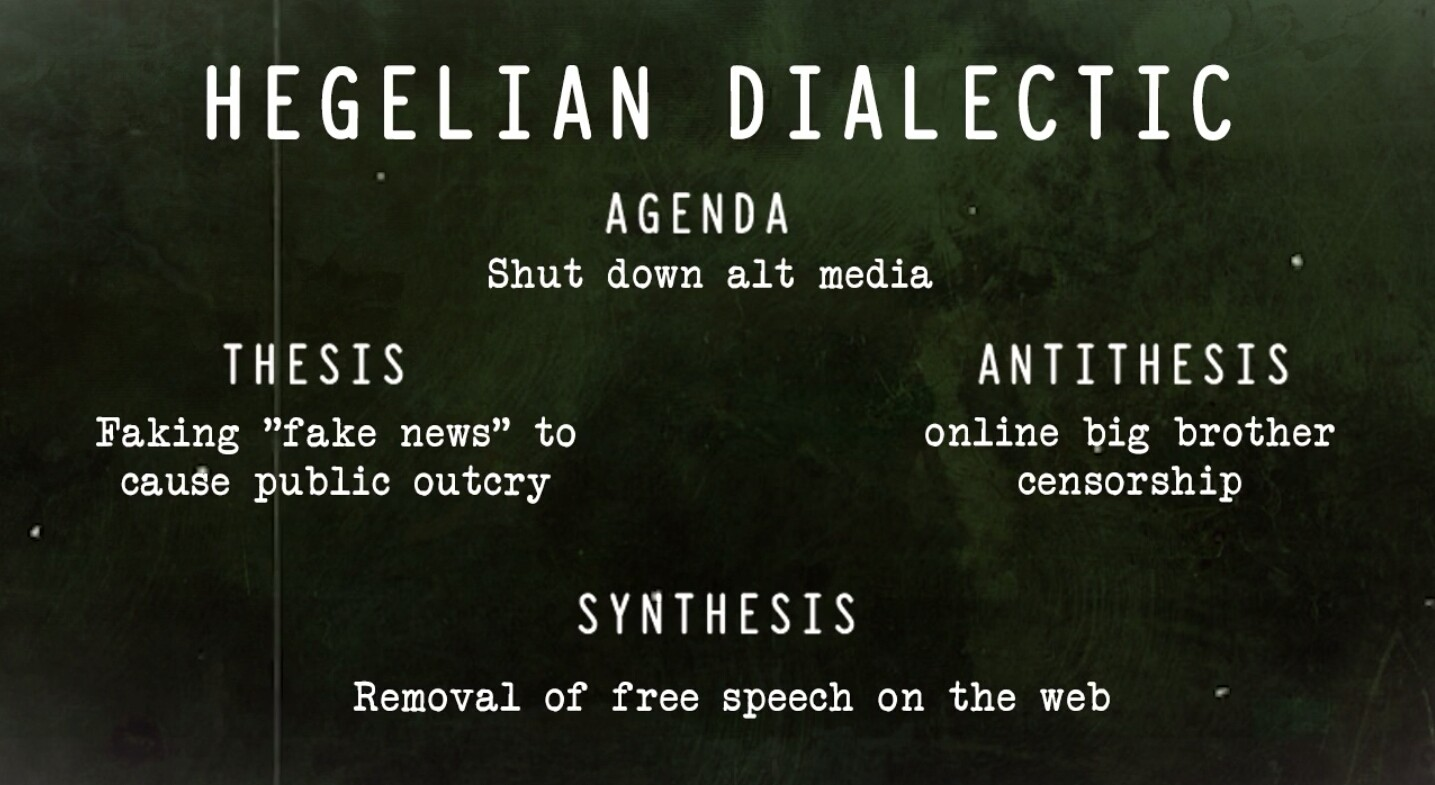 HEGELIAN DIALECTIC
AGENDA
Shut down alt media
THESIS
Faking ”fake news” to
cause public outcry
ANTITHESIS
online big brother
censorship
SYNTHESIS
Removal of free speech on the web